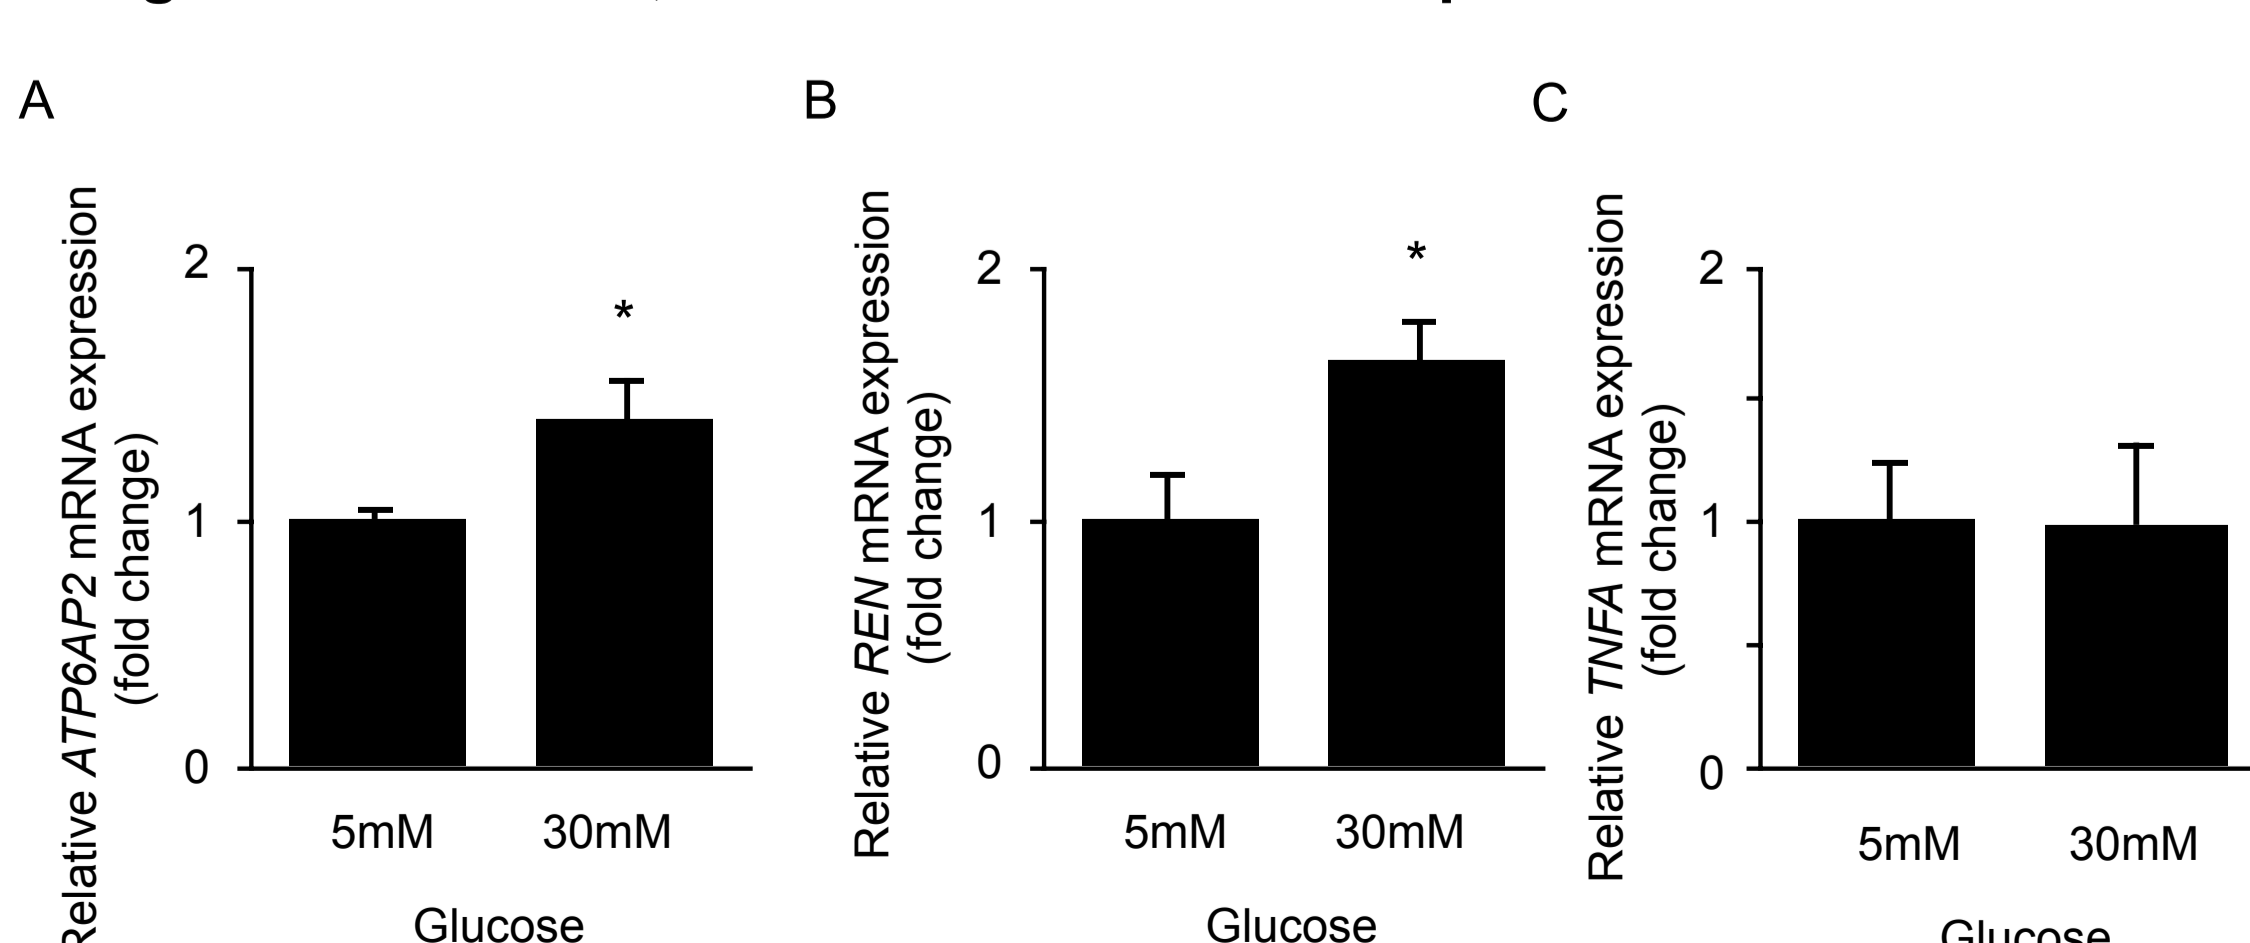 A
Relative ATP6AP2 mRNA expression
(fold change)
2
*
1
0
5mM 30mM
Glucose
B
Relative REN mRNA expression
(fold change)
2
*
1
0
5mM 30mM
Glucose
C
Relative TNFA mRNA expression
(fold change)
2
1
0
5mM 30mM
Glucose